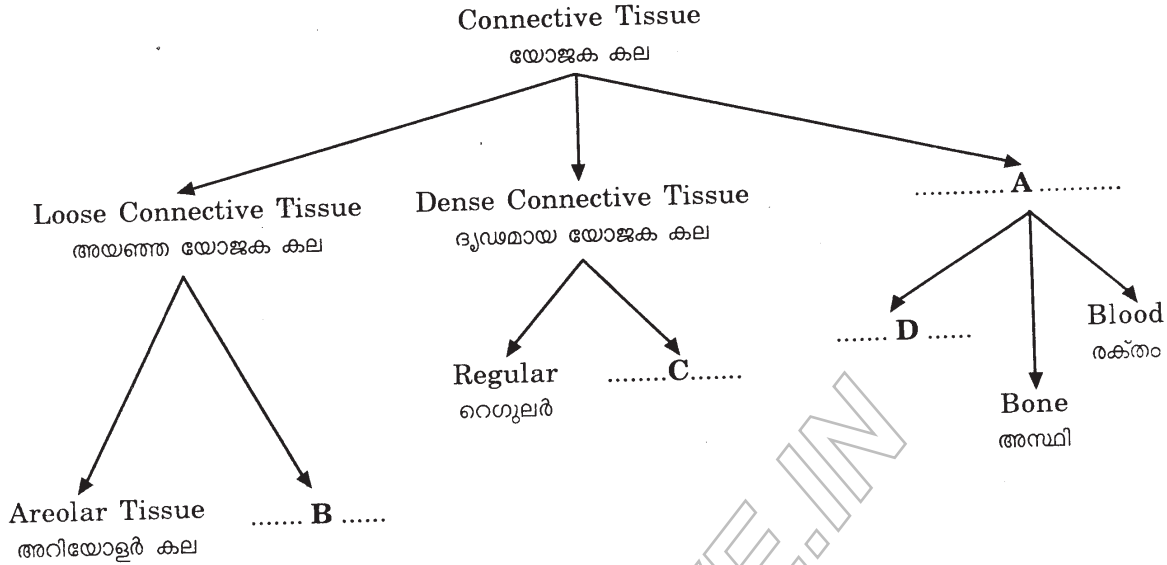 Connective Tissue
യോജക കല
Loose Connective Tissue
അയഞ്ഞ യോജക കല
Dense Connective Tissue
ദൃഢമായ യോജക കല
............ A ...........
Areolar Tissue
അറിയോളർ കല
....... B ......
Regular
റെഗുലർ
........C.......
....... D ......
Bone
അസ്ഥി
Blood
രക്തം
E.IN